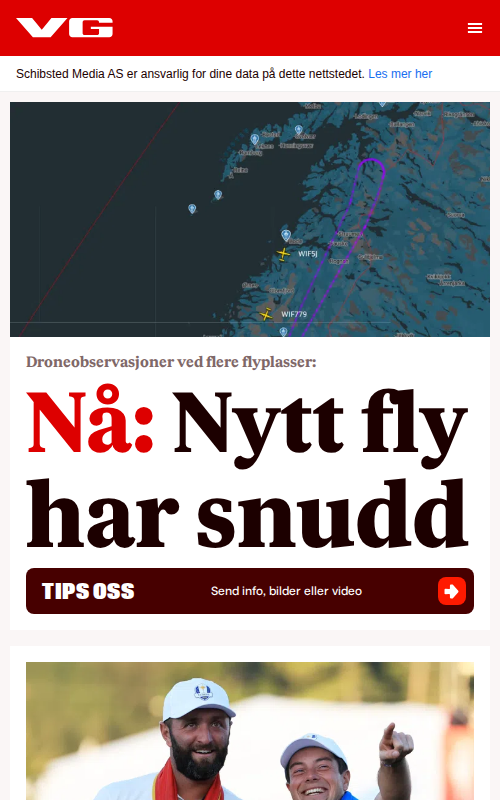 VG
Schibsted Media AS er ansvarlig for dine data på dette nettstedet. Les mer her
WIF5J
WIF779
Droneobservasjoner ved flere flyplasser:
Nå: Nytt fly
har snudd
TIPS OSS
Send info, bilder eller video